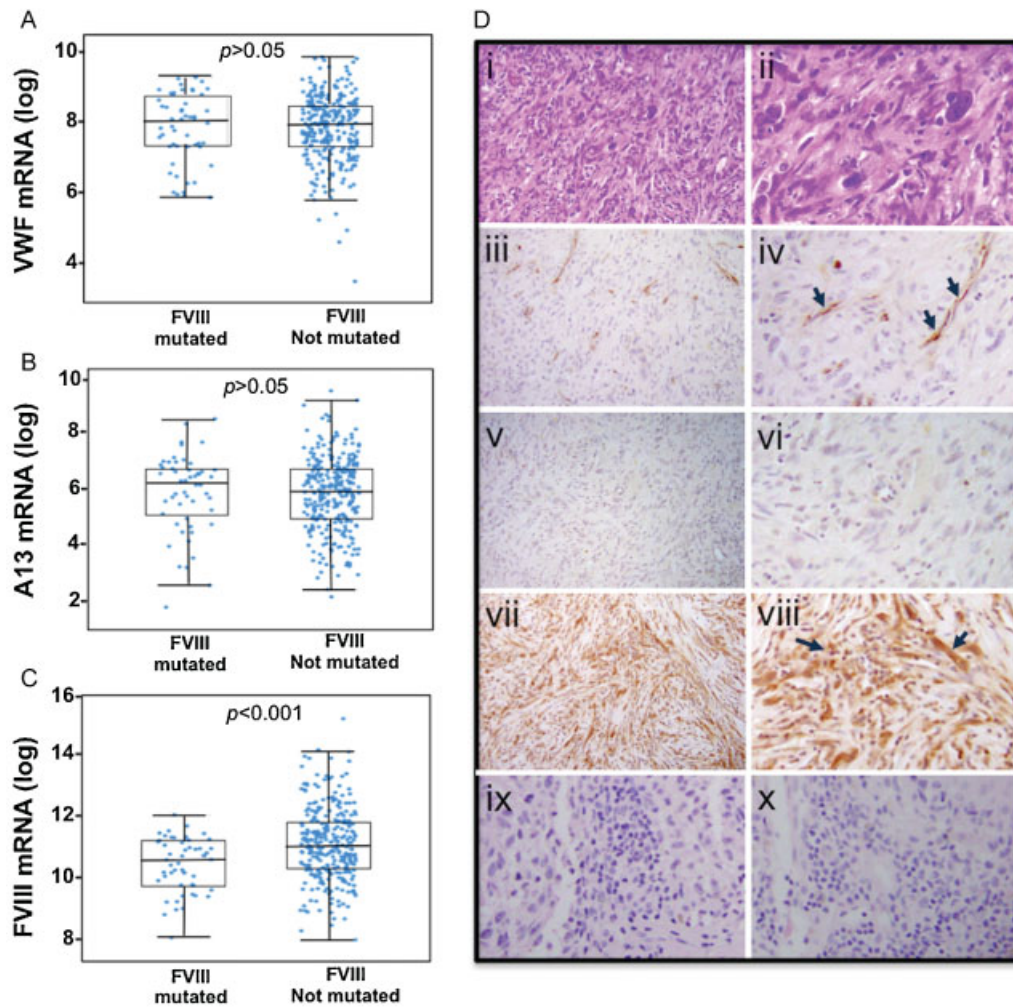 A
VWF mRNA (log)
10
8
6
4
p>0.05
FVIII
mutated
FVIII
Not mutated
B
A13 mRNA (log)
10
8
6
4
2
p>0.05
FVIII
mutated
FVIII
Not mutated
C
FVIII mRNA (log)
16
14
12
10
8
p<0.001
FVIII
mutated
FVIII
Not mutated
D
i
ii
iii
iv
v
vi
vii
viii
ix
x